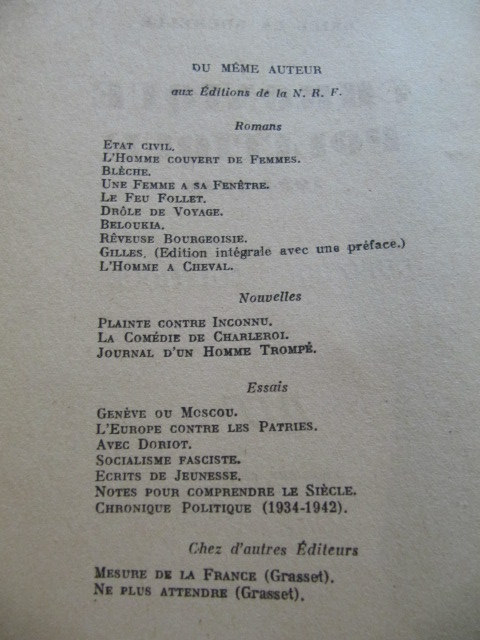 DU MÊME AUTEUR
aux Éditions de la N. R. F.
Romans
ETAT CIVIL.
L'HOMME COUVERT DE FEMMES.
BLÈCHE.
UNE FEMME A SA FENÊTRE.
LE FEU FOLLET.
DRÔLE DE VOYAGE.
BELOUKIA.
RÊVEUSE BOURGEOISIE.
GILLES. (Edition intégrale avec une préface.)
L'HOMME A CHEVAL.
Nouvelles
PLAINTE CONTRE INCONNU.
LA COMÉDIE DE CHARLEROI.
JOURNAL D'UN HOMME TROMPÉ.
Essais
GENÈVE OU MOSCOU.
L'EUROPE CONTRE LES PATRIES.
AVEC DORIOT.
SOCIALISME FASCISTE.
ECRITS DE JEUNESSE.
NOTES POUR COMPRENDRE LE SIÈCLE.
CHRONIQUE POLITIQUE (1934-1942).
Chez d'autres Éditeurs
MESURE DE LA FRANCE (Grasset).
NE PLUS ATTENDRE (Grasset).